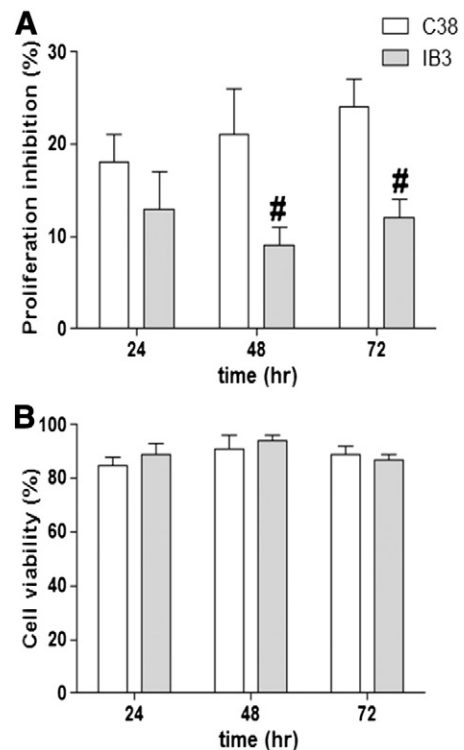 A
C38
IB3
Proliferation inhibition (%)
30
20
10
0
#
#
24 48 72
time (hr)
B
Cell viability (%)
100
80
60
40
20
0
24 48 72
time (hr)